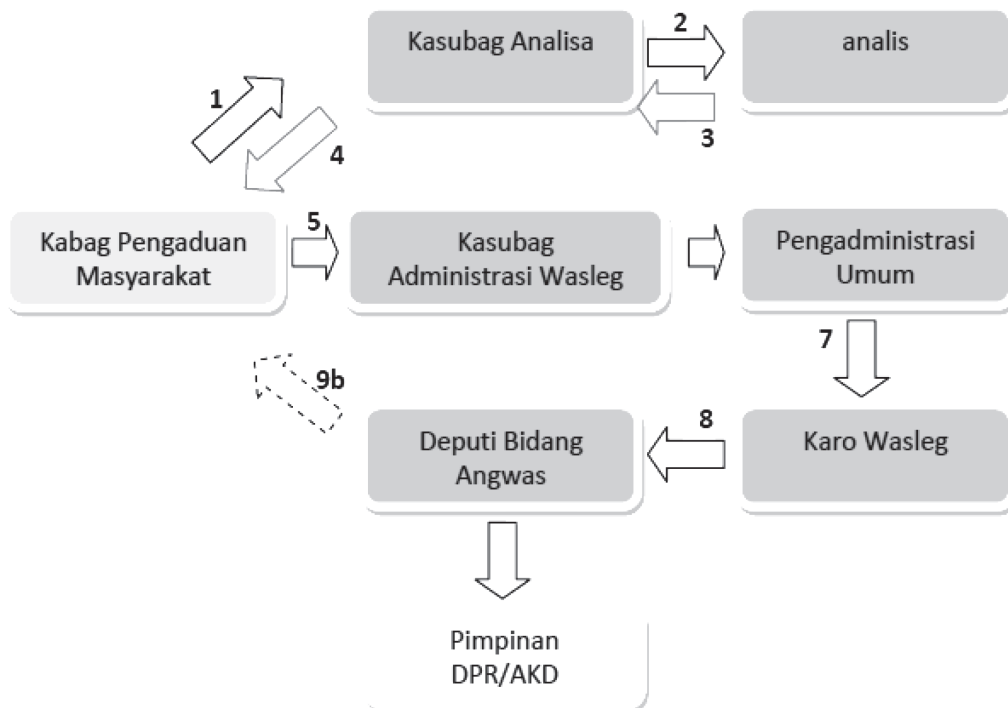 Kasubag Analisa
2
analis
1
3
4
Kabag Pengaduan
Masyarakat
5
Kasubag
Administrasi Wasleg
Pengadministrasi
Umum
7
9b
Deputi Bidang
Angwas
8
Karo Wasleg
Pimpinan
DPR/AKD